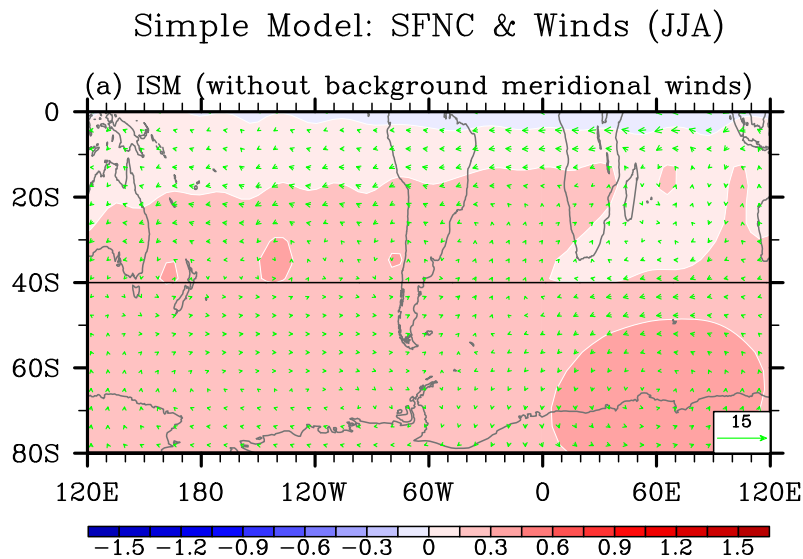 Simple Model: SFNC & Winds (JJA)
(a) ISM (without background meridional winds)
0
20S
40S
60S
80S
15
120E 180 120W 60W 0 60E 120E
−1.5 −1.2 −0.9 −0.6 −0.3 0 0.3 0.6 0.9 1.2 1.5